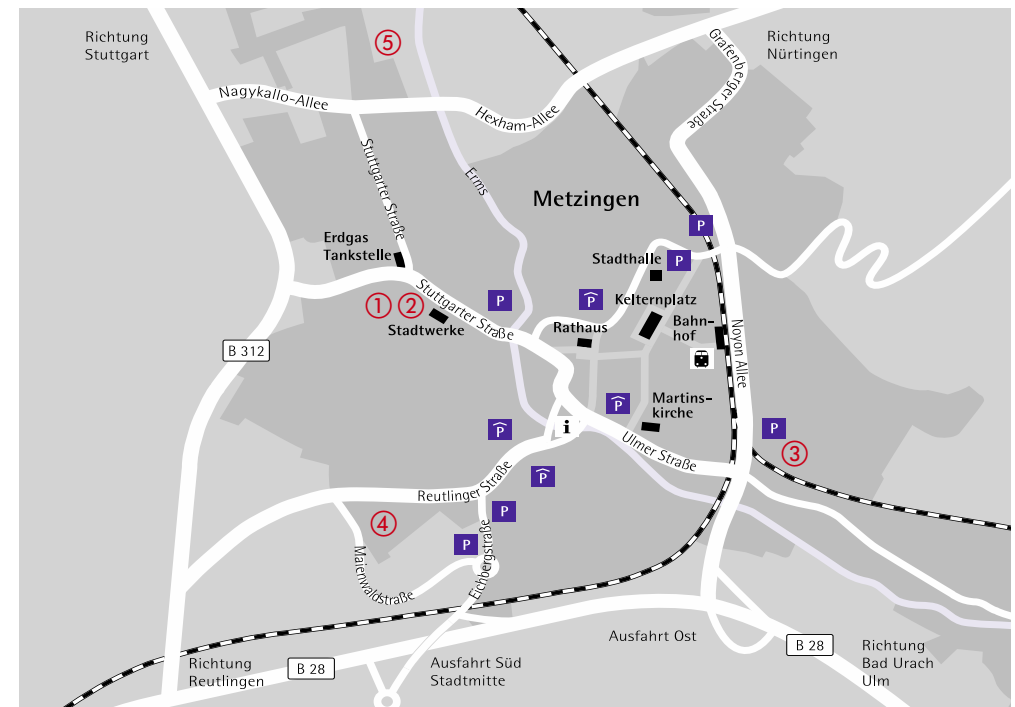 Richtung
Stuttgart
⑤
Richtung
Nürtingen
Grafenberger Straße
Nagykallo-Allee
Hexham-Allee
Stuttgarter Straße
Erms
Metzingen
P
Erdgas
Tankstelle
Stadthalle
P
① ②
Stuttgarter Straße
P
P
Kelternplatz
Stadtwerke
Rathaus
Bahn-
hof
Noyon Allee
B 312
Martins-
kirche
P
P
i
P
Ulmer Straße
③
Reutlinger Straße
P
P
④
P
Maienwaldstraße
Eichbergstraße
Ausfahrt Ost
B 28
Richtung
Bad Urach
Ulm
Richtung
Reutlingen
B 28
Ausfahrt Süd
Stadtmitte